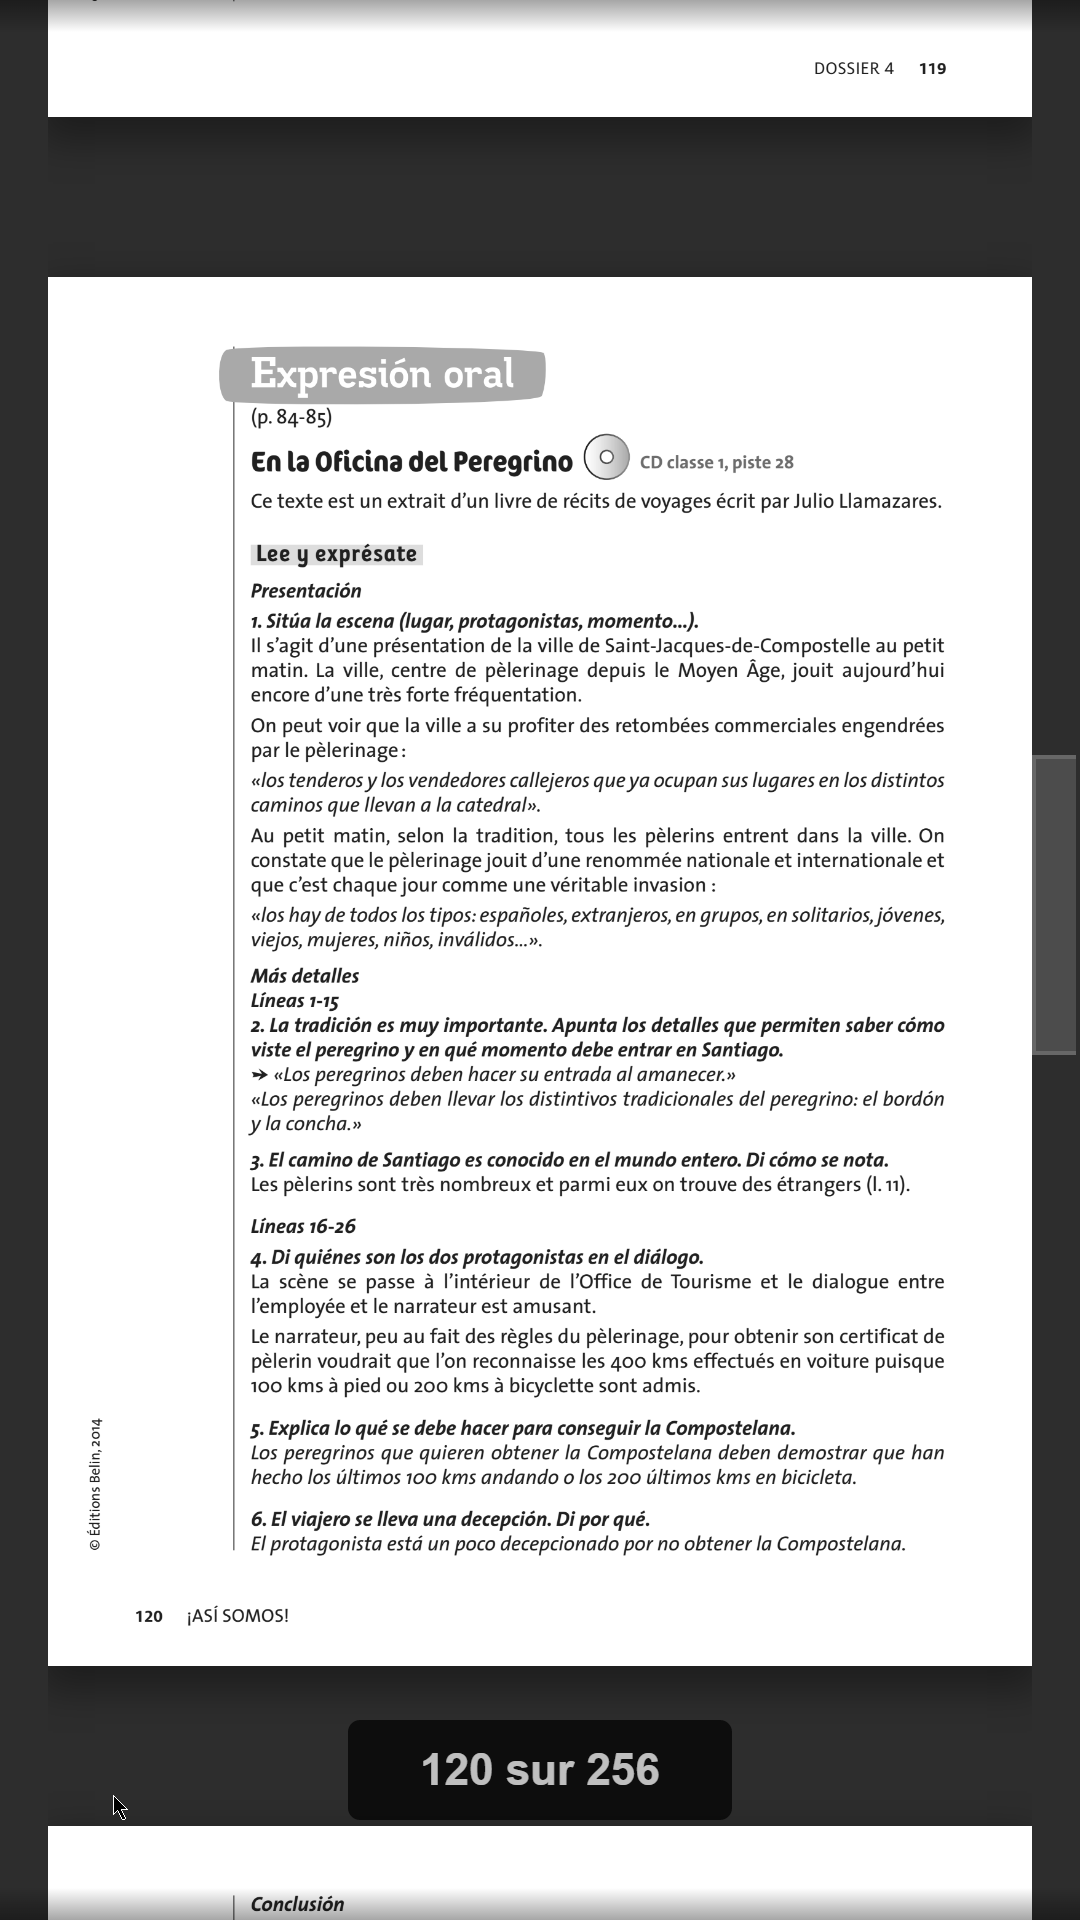 DOSSIER 4 119
Expresión oral
(p. 84-85)
En la Oficina del Peregrino CD classe 1, piste 28
Ce texte est un extrait d’un livre de récits de voyages écrit par Julio Llamazares.
Lee y exprésate
Presentación
1. Sitúa la escena (lugar, protagonistas, momento...).
Il s’agit d’une présentation de la ville de Saint-Jacques-de-Compostelle au petit
matin. La ville, centre de pèlerinage depuis le Moyen Âge, jouit aujourd’hui
encore d’une très forte fréquentation.
On peut voir que la ville a su profiter des retombées commerciales engendrées
par le pèlerinage :
«los tenderos y los vendedores callejeros que ya ocupan sus lugares en los distintos
caminos que llevan a la catedral».
Au petit matin, selon la tradition, tous les pèlerins entrent dans la ville. On
constate que le pèlerinage jouit d’une renommée nationale et internationale et
que c’est chaque jour comme une véritable invasion :
«los hay de todos los tipos: españoles, extranjeros, en grupos, en solitarios, jóvenes,
viejos, mujeres, niños, inválidos...».
Más detalles
Líneas 1-15
2. La tradición es muy importante. Apunta los detalles que permiten saber cómo
viste el peregrino y en qué momento debe entrar en Santiago.
➛ «Los peregrinos deben hacer su entrada al amanecer.»
«Los peregrinos deben llevar los distintivos tradicionales del peregrino: el bordón
y la concha.»
3. El camino de Santiago es conocido en el mundo entero. Di cómo se nota.
Les pèlerins sont très nombreux et parmi eux on trouve des étrangers (l. 11).
Líneas 16-26
4. Di quiénes son los dos protagonistas en el diálogo.
La scène se passe à l’intérieur de l’Office de Tourisme et le dialogue entre
l’employée et le narrateur est amusant.
Le narrateur, peu au fait des règles du pèlerinage, pour obtenir son certificat de
pèlerin voudrait que l’on reconnaisse les 400 kms effectués en voiture puisque
100 kms à pied ou 200 kms à bicyclette sont admis.
5. Explica lo qué se debe hacer para conseguir la Compostelana.
Los peregrinos que quieren obtener la Compostelana deben demostrar que han
hecho los últimos 100 kms andando o los 200 últimos kms en bicicleta.
6. El viajero se lleva una decepción. Di por qué.
El protagonista está un poco decepcionado por no obtener la Compostelana.
© Éditions Belin, 2014
120 ¡ASÍ SOMOS!
120 sur 256
Conclusión